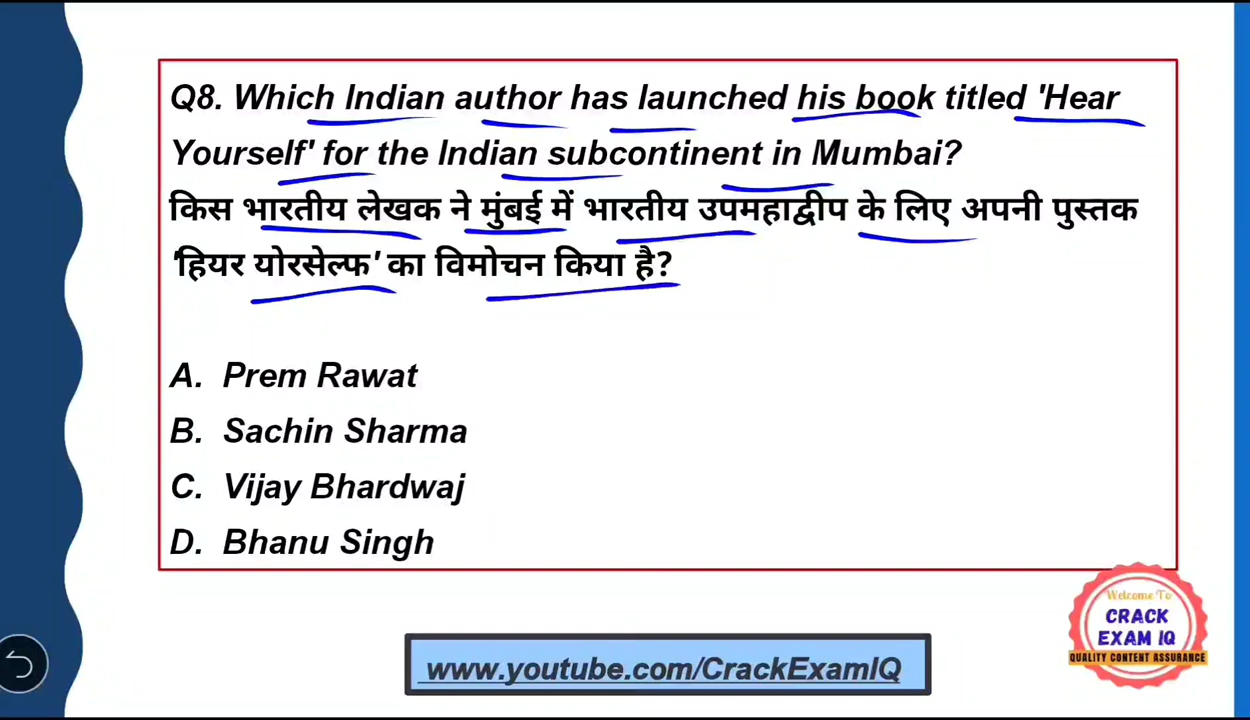 Q8. Which Indian author has launched his book titled 'Hear
Yourself' for the Indian subcontinent in Mumbai?
किस भारतीय लेखक ने मुंबई में भारतीय उपमहाद्वीप के लिए अपनी पुस्तक
'हियर योरसेल्फ' का विमोचन किया है?
A. Prem Rawat
B. Sachin Sharma
C. Vijay Bhardwaj
D. Bhanu Singh
Welcome To
CRACK
EXAM IQ
QUALITY CONTENT ASSURANCE
www.youtube.com/CrackExamIQ